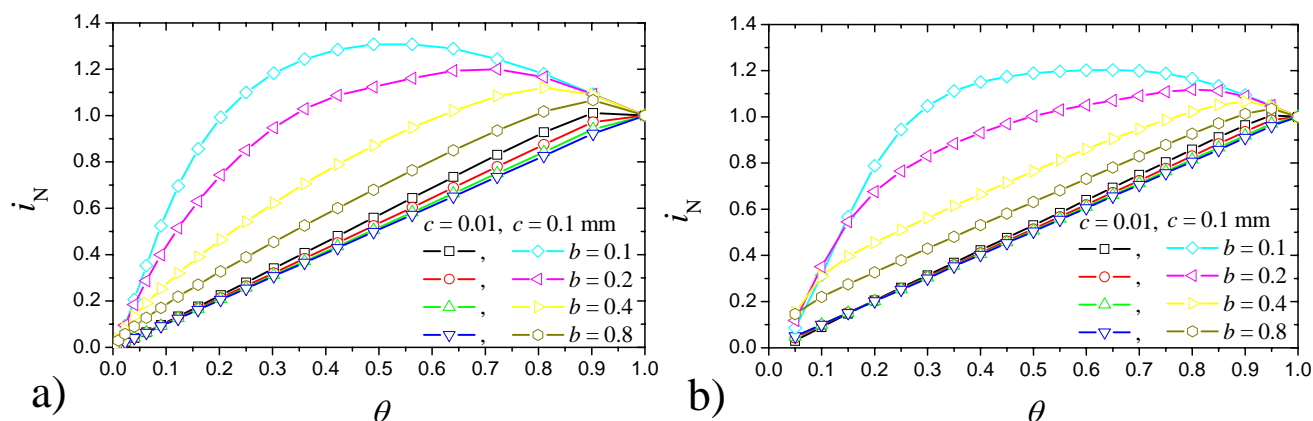 1.4
1.2
1.0
0.8
0.6
0.4
0.2
0.0
i_N
0.0 0.1 0.2 0.3 0.4 0.5 0.6 0.7 0.8 0.9 1.0
θ
c = 0.01, c = 0.1 mm
, b = 0.1
, b = 0.2
, b = 0.4
, b = 0.8
a)
1.4
1.2
1.0
0.8
0.6
0.4
0.2
0.0
i_N
0.0 0.1 0.2 0.3 0.4 0.5 0.6 0.7 0.8 0.9 1.0
θ
c = 0.01, c = 0.1 mm
, b = 0.1
, b = 0.2
, b = 0.4
, b = 0.8
b)